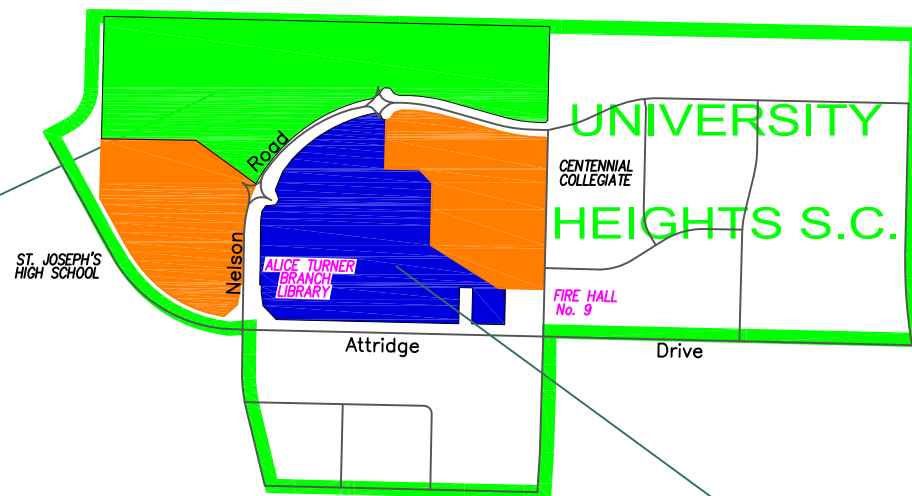 UNIVERSITY
HEIGHTS S.C.
Road
CENTENNIAL
COLLEGIATE
Nelson
ST. JOSEPH'S
HIGH SCHOOL
ALICE TURNER
BRANCH
LIBRARY
FIRE HALL
No. 9
Attridge
Drive